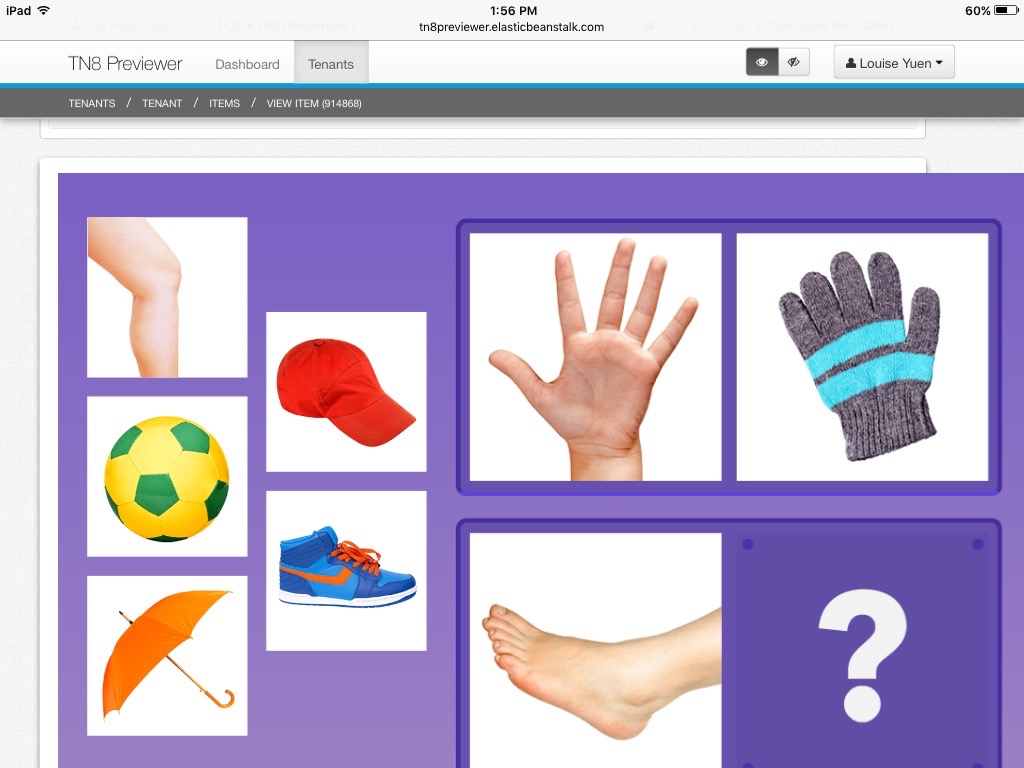 iPad 1:56 PM 60%
Get Responses [ Click Get Responses ] Save Test Case [ Click Save Test Case ]
tn8previewer.elasticbeanstalk.com
TN8 Previewer Dashboard Tenants Louise Yuen
TENANTS / TENANT / ITEMS / VIEW ITEM (914868)
?